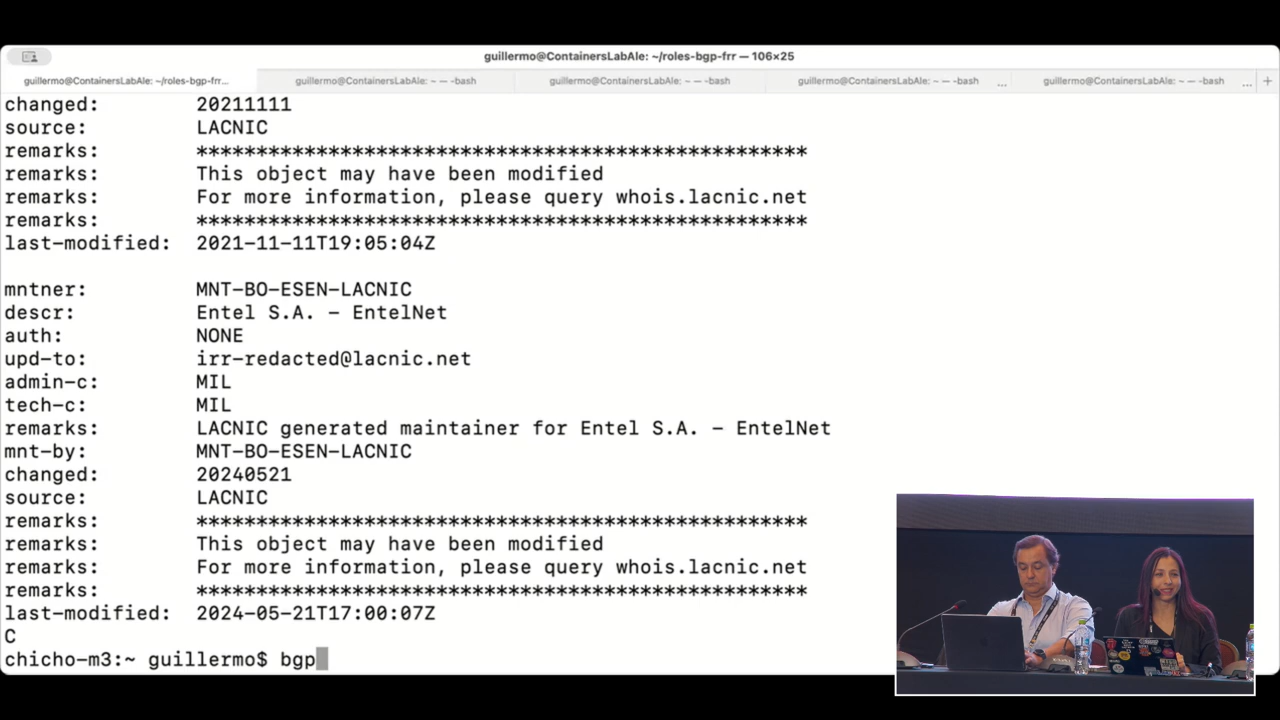 guillermo@ContainersLabAle: ~/roles-bgp-frr — 106×25
guillermo@ContainersLabAle: ~/roles-bgp-frr... guillermo@ContainersLabAle: ~ — -bash guillermo@ContainersLabAle: ~ — -bash guillermo@ContainersLabAle: ~ — -bash ... guillermo@ContainersLabAle: ~ — -bash ... +
changed: 20211111
source: LACNIC
remarks: ***************************************************
remarks: This object may have been modified
remarks: For more information, please query whois.lacnic.net
remarks: ***************************************************
last-modified: 2021-11-11T19:05:04Z
mntner: MNT-BO-ESEN-LACNIC
descr: Entel S.A. - EntelNet
auth: NONE
upd-to: irr-redacted@lacnic.net
admin-c: MIL
tech-c: MIL
remarks: LACNIC generated maintainer for Entel S.A. - EntelNet
mnt-by: MNT-BO-ESEN-LACNIC
changed: 20240521
source: LACNIC
remarks: ***************************************************
remarks: This object may have been modified
remarks: For more information, please query whois.lacnic.net
remarks: ***************************************************
last-modified: 2024-05-21T17:00:07Z
C
chicho-m3:~ guillermo$ bgp